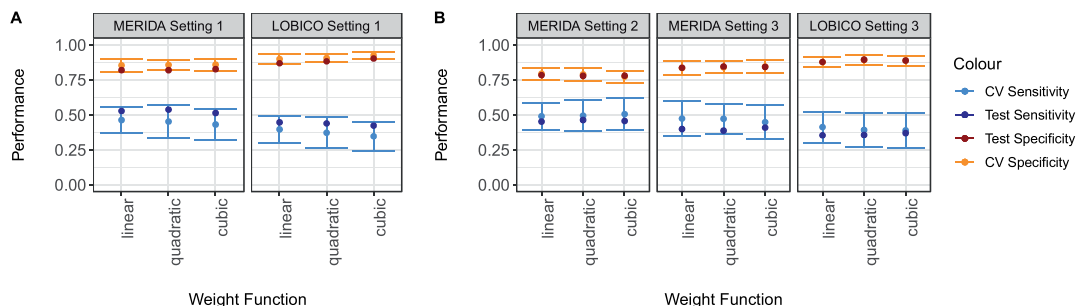 A
MERIDA Setting 1
LOBICO Setting 1
1.00
0.75
0.50
0.25
0.00
Performance
linear
quadratic
cubic
linear
quadratic
cubic
Weight Function
B
MERIDA Setting 2
MERIDA Setting 3
LOBICO Setting 3
1.00
0.75
0.50
0.25
0.00
Performance
linear
quadratic
cubic
linear
quadratic
cubic
linear
quadratic
cubic
Weight Function
Colour
CV Sensitivity
Test Sensitivity
Test Specificity
CV Specificity